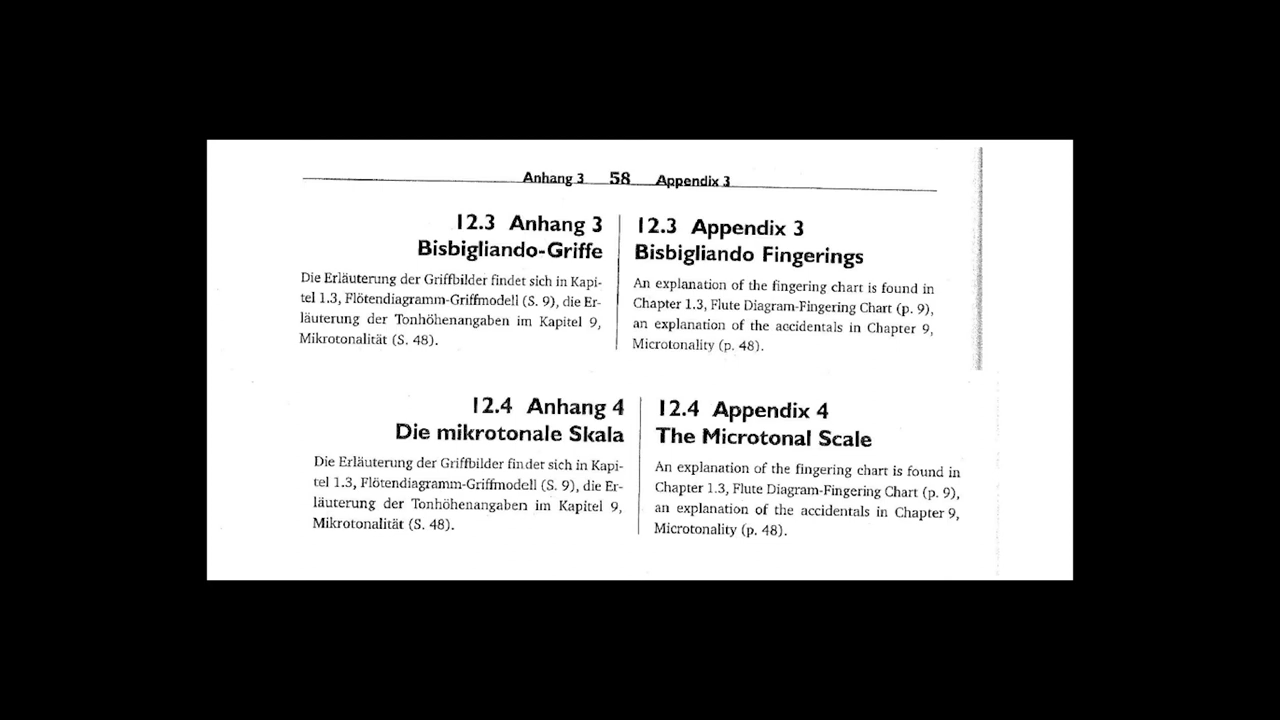 Anhang 3 58 Appendix 3
12.3 Anhang 3
Bisbigliando-Griffe
Die Erläuterung der Griffbilder findet sich in Kapi-
tel 1.3, Flötendiagramm-Griffmodell (S. 9), die Er-
läuterung der Tonhöhenangaben im Kapitel 9,
Mikrotonalität (S. 48).
12.3 Appendix 3
Bisbigliando Fingerings
An explanation of the fingering chart is found in
Chapter 1.3, Flute Diagram-Fingering Chart (p. 9),
an explanation of the accidentals in Chapter 9,
Microtonality (p. 48).
12.4 Anhang 4
Die mikrotonale Skala
Die Erläuterung der Griffbilder findet sich in Kapi-
tel 1.3, Flötendiagramm-Griffmodell (S. 9), die Er-
läuterung der Tonhöhenangaben im Kapitel 9,
Mikrotonalität (S. 48).
12.4 Appendix 4
The Microtonal Scale
An explanation of the fingering chart is found in
Chapter 1.3, Flute Diagram-Fingering Chart (p. 9),
an explanation of the accidentals in Chapter 9,
Microtonality (p. 48).